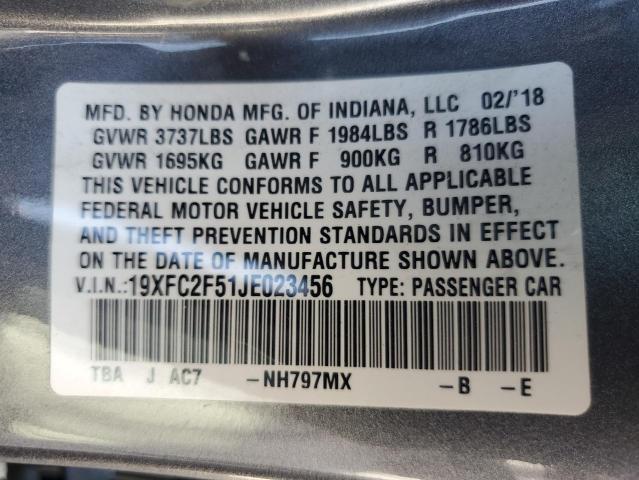 MFD. BY HONDA MFG. OF INDIANA, LLC 02/'18
GVWR 3737LBS GAWR F 1984LBS R 1786LBS
GVWR 1695KG GAWR F 900KG R 810KG
THIS VEHICLE CONFORMS TO ALL APPLICABLE
FEDERAL MOTOR VEHICLE SAFETY, BUMPER,
AND THEFT PREVENTION STANDARDS IN EFFECT
ON THE DATE OF MANUFACTURE SHOWN ABOVE.
V.I.N.:19XFC2F51JE023456 TYPE: PASSENGER CAR
TBA J AC7 -NH797MX -B -E